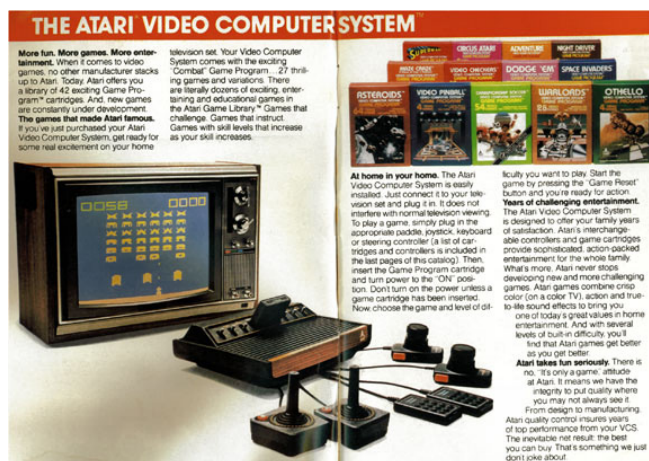 THE ATARI VIDEO COMPUTER SYSTEM™
More fun. More games. More enter-
tainment. When it comes to video
games, no other manufacturer stacks
up to Atari. Today, Atari offers you
a library of 42 exciting Game Pro-
gram™ cartridges. And, new games
are constantly under development.
The games that made Atari famous.
If you've just purchased your Atari
Video Computer System, get ready for
some real excitement on your home
television set. Your Video Computer
System comes with the exciting
"Combat" Game Program...27 thrill-
ing games and variations. There
are literally dozens of exciting, enter-
taining and educational games in
the Atari Game Library.™ Games that
challenge. Games that instruct.
Games with skill levels that increase
as your skill increases.
SUPERMAN
CIRCUS ATARI
ADVENTURE
NIGHT DRIVER
MAZE CRAZE
VIDEO CHECKERS
DODGE 'EM
SPACE INVADERS
ASTEROIDS
VIDEO PINBALL
WARLORDS
OTHELLO
0058 0000
At home in your home. The Atari
Video Computer System is easily
installed. Just connect it to your tele-
vision set and plug it in. It does not
interfere with normal television viewing.
To play a game, simply plug in the
appropriate paddle, joystick, keyboard
or steering controller (a list of car-
tridges and controllers is included in
the last pages of this catalog). Then,
insert the Game Program cartridge
and turn power to the "ON" posi-
tion. Don't turn on the power unless a
game cartridge has been inserted.
Now, choose the game and level of dif-
ficulty you want to play. Start the
game by pressing the "Game Reset"
button and you're ready for action.
Years of challenging entertainment.
The Atari Video Computer System
is designed to offer your family years
of satisfaction. Atari's interchange-
able controllers and game cartridges
provide sophisticated, action-packed
entertainment for the whole family.
What's more, Atari never stops
developing new and more challenging
games. Atari games combine crisp
color (on a color TV), action and true-
to-life sound effects to bring you
one of today's great values in home
entertainment. And with several
levels of built-in difficulty, you'll
find that Atari games get better
as you get better.
Atari takes fun seriously. There is
no, "It's only a game," attitude
at Atari. It means we have the
integrity to put quality where
you may not always see it.
From design to manufacturing,
Atari quality control insures years
of top performance from your VCS.
The inevitable net result: the best
you can buy. That's something we just
don't joke about.